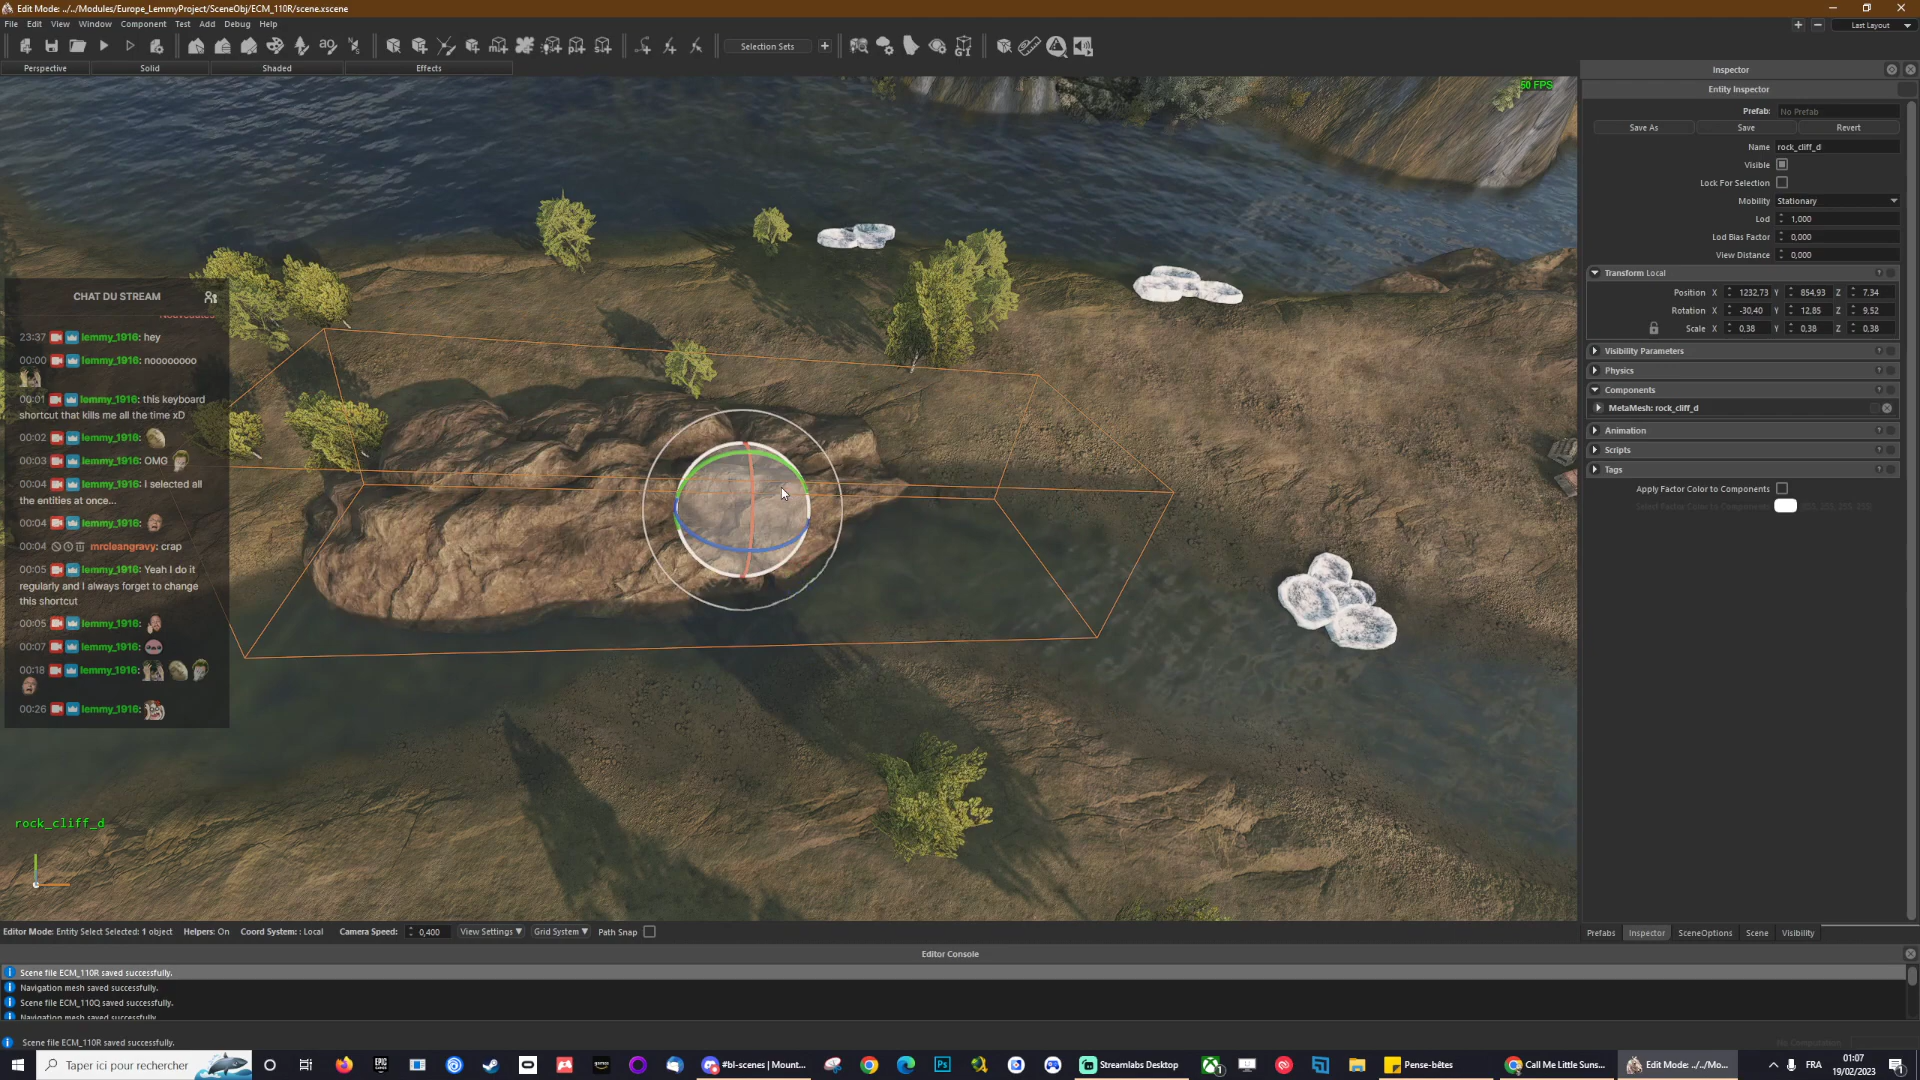 Edit Mode: ../../Modules/Europe_LemmyProject/SceneObj/ECM_110R/scene.xscene
File Edit View Window Component Test Add Debug Help
Last Layout
Selection Sets
Perspective Solid Shaded Effects
50 FPS
CHAT DU STREAM
23:37 lemmy_1916: hey
00:00 lemmy_1916: noooooooo
00:01 lemmy_1916: this keyboard
shortcut that kills me all the time xD
00:02 lemmy_1916:
00:03 lemmy_1916: OMG
00:04 lemmy_1916: I selected all
the entities at once...
00:04 lemmy_1916:
00:04 mrcleangravy: crap
00:05 lemmy_1916: Yeah I do it
regularly and I always forget to change
this shortcut
00:05 lemmy_1916:
00:07 lemmy_1916:
00:18 lemmy_1916:
00:26 lemmy_1916:
rock_cliff_d
Inspector
Entity Inspector
Prefab: No Prefab
Save As Save Revert
Name rock_cliff_d
Visible
Lock For Selection
Mobility Stationary
Lod 1,000
Lod Bias Factor 0,000
View Distance 0,000
Transform Local
Position X 1232,73 Y 854,93 Z 7,34
Rotation X -30,40 Y 12,85 Z 9,52
Scale X 0,38 Y 0,38 Z 0,38
Visibility Parameters
Physics
Components
MetaMesh: rock_cliff_d
Animation
Scripts
Tags
Apply Factor Color to Components
Prefabs Inspector SceneOptions Scene Visibility
Editor Mode: Entity Select Selected: 1 object Helpers: On Coord System: : Local Camera Speed: 0,400 View Settings Grid System Path Snap
Editor Console
Scene file ECM_110R saved successfully.
Navigation mesh saved successfully.
Scene file ECM_110Q saved successfully.
Navigation mesh saved successfully.
Scene file ECM_110R saved successfully.
No Computation
Taper ici pour rechercher
#bl-scenes | Mount...
Streamlabs Desktop
Pense-bêtes
Call Me Little Suns...
Edit Mode: ../../Mo...
FRA
01:07
19/02/2023